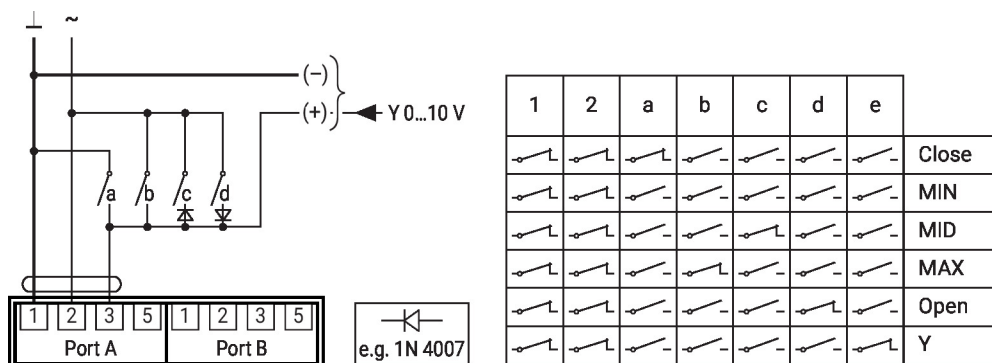 ⊥ ~
(–)
(+)
Y 0...10 V
a b c d
1 2 3 5 1 2 3 5
Port A Port B
e.g. 1N 4007
1 2 a b c d e
Close
MIN
MID
MAX
Open
Y